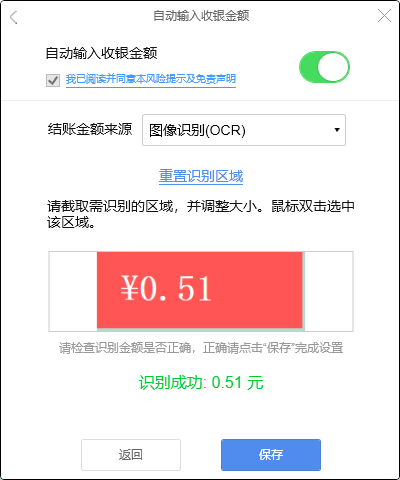 自动输入收银金额
自动输入收银金额
我已阅读并同意本风险提示及免责声明
结账金额来源 图像识别(OCR)
重置识别区域
请截取需识别的区域，并调整大小。鼠标双击选中
该区域。
¥0.51
请检查识别金额是否正确，正确请点击“保存”完成设置
识别成功: 0.51 元
返回 保存